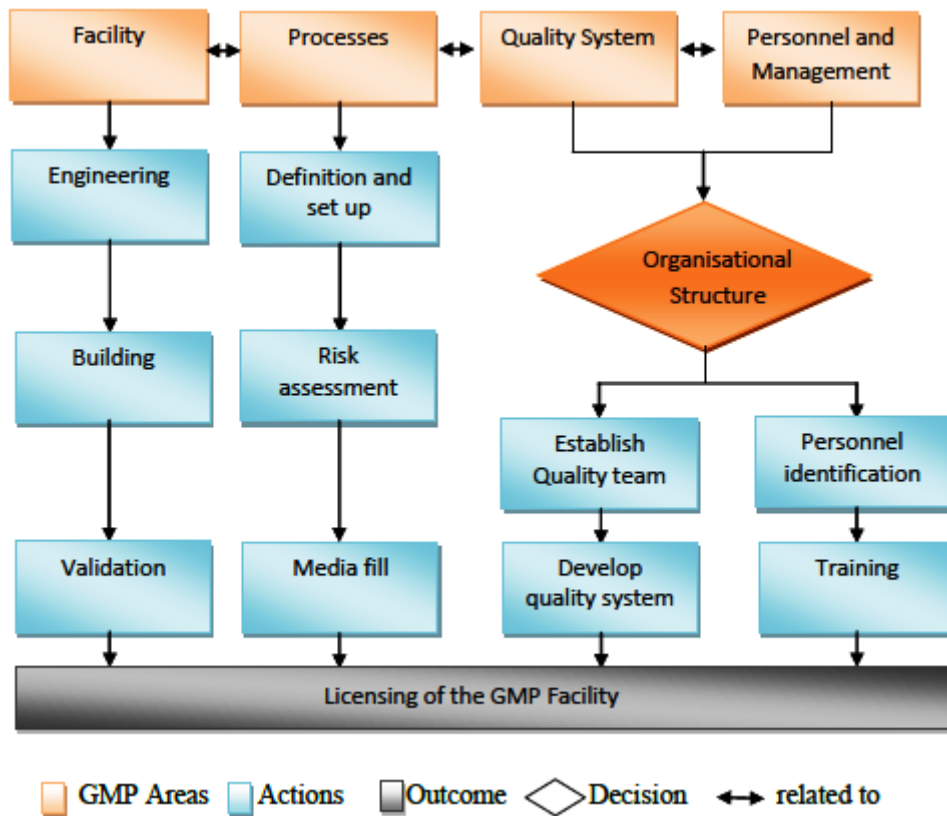 Facility
Processes
Quality System
Personnel and
Management
Engineering
Definition and
set up
Organisational
Structure
Building
Risk
assessment
Establish
Quality team
Personnel
identification
Validation
Media fill
Develop
quality system
Training
Licensing of the GMP Facility
GMP Areas
Actions
Outcome
Decision
related to